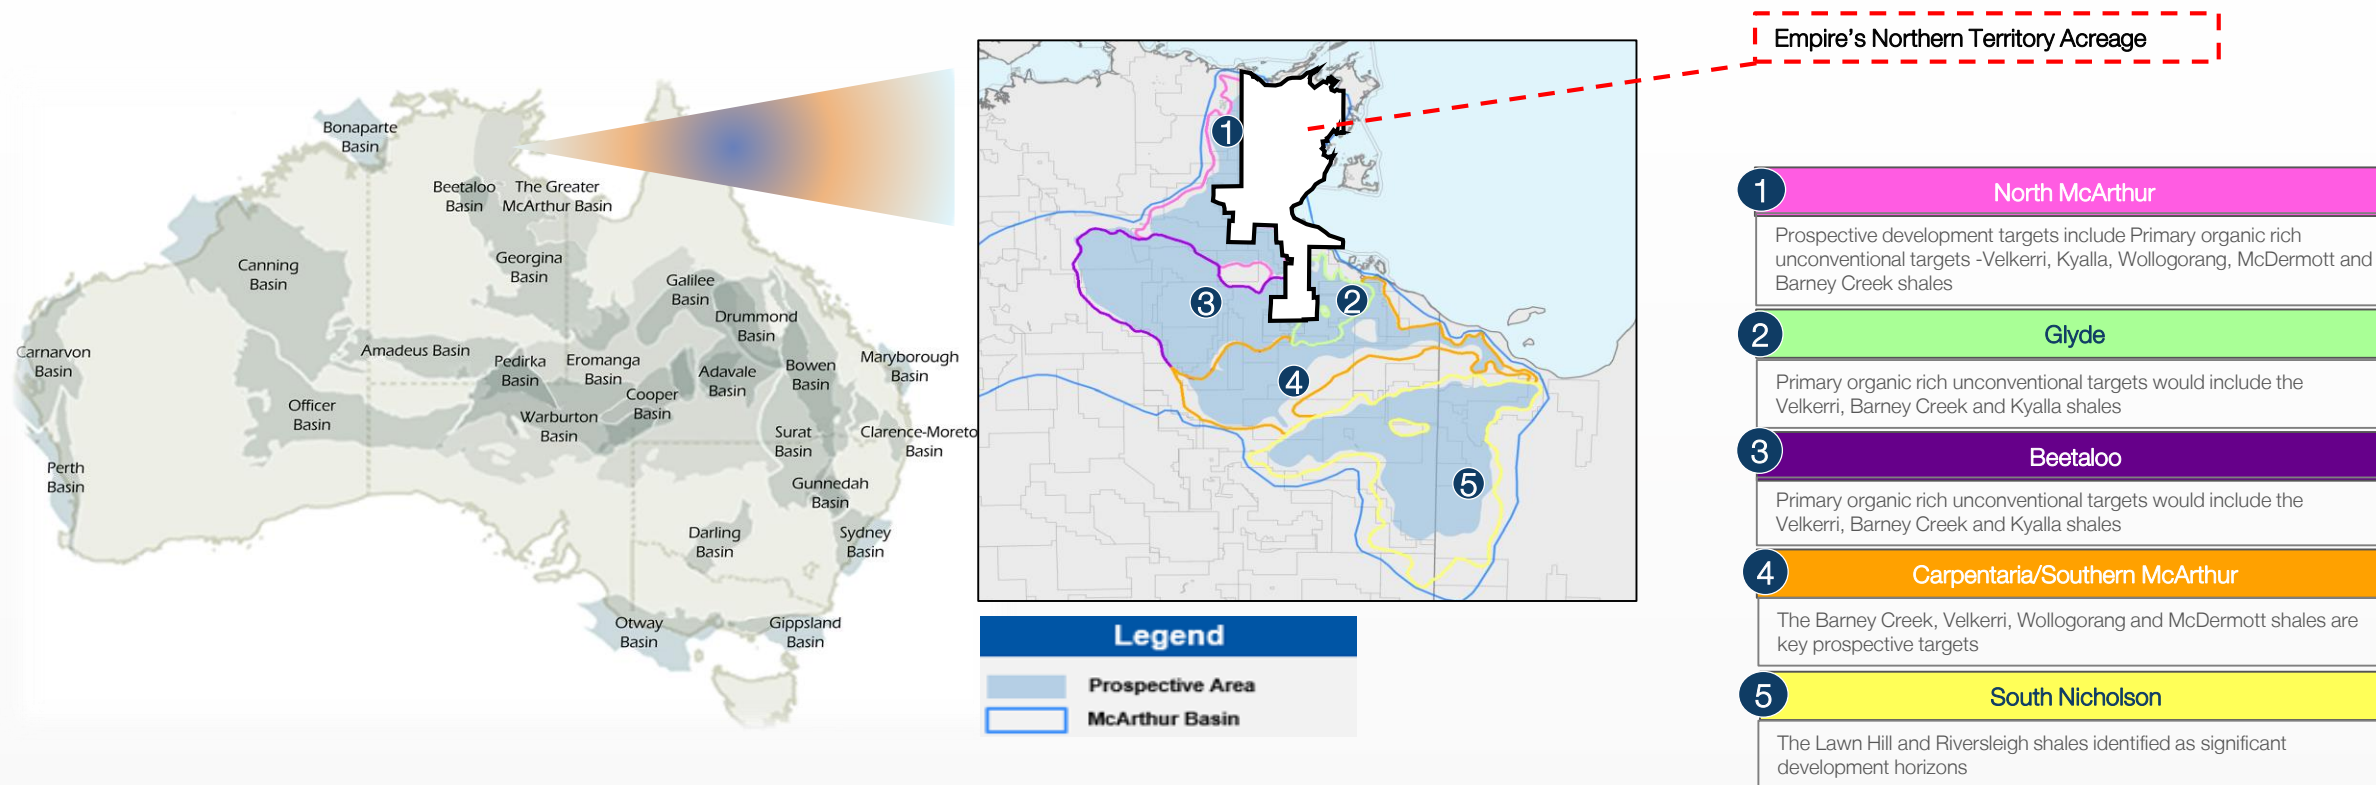 Empire's Northern Territory Acreage
Bonaparte
Basin
Beetaloo
Basin
The Greater
McArthur Basin
Canning
Basin
Georgina
Basin
Galilee
Basin
Drummond
Basin
Carnarvon
Basin
Amadeus Basin
Pedirka
Basin
Eromanga
Basin
Adavale
Basin
Bowen
Basin
Maryborough
Basin
Officer
Basin
Cooper
Basin
Warburton
Basin
Surat
Basin
Clarence-Moreto
Basin
Perth
Basin
Gunnedah
Basin
Darling
Basin
Sydney
Basin
Otway
Basin
Gippsland
Basin
1
2
3
4
5
Legend
Prospective Area
McArthur Basin
1
North McArthur
Prospective development targets include Primary organic rich
unconventional targets -Velkerri, Kyalla, Wollogorang, McDermott and
Barney Creek shales
2
Glyde
Primary organic rich unconventional targets would include the
Velkerri, Barney Creek and Kyalla shales
3
Beetaloo
Primary organic rich unconventional targets would include the
Velkerri, Barney Creek and Kyalla shales
4
Carpentaria/Southern McArthur
The Barney Creek, Velkerri, Wollogorang and McDermott shales are
key prospective targets
5
South Nicholson
The Lawn Hill and Riversleigh shales identified as significant
development horizons